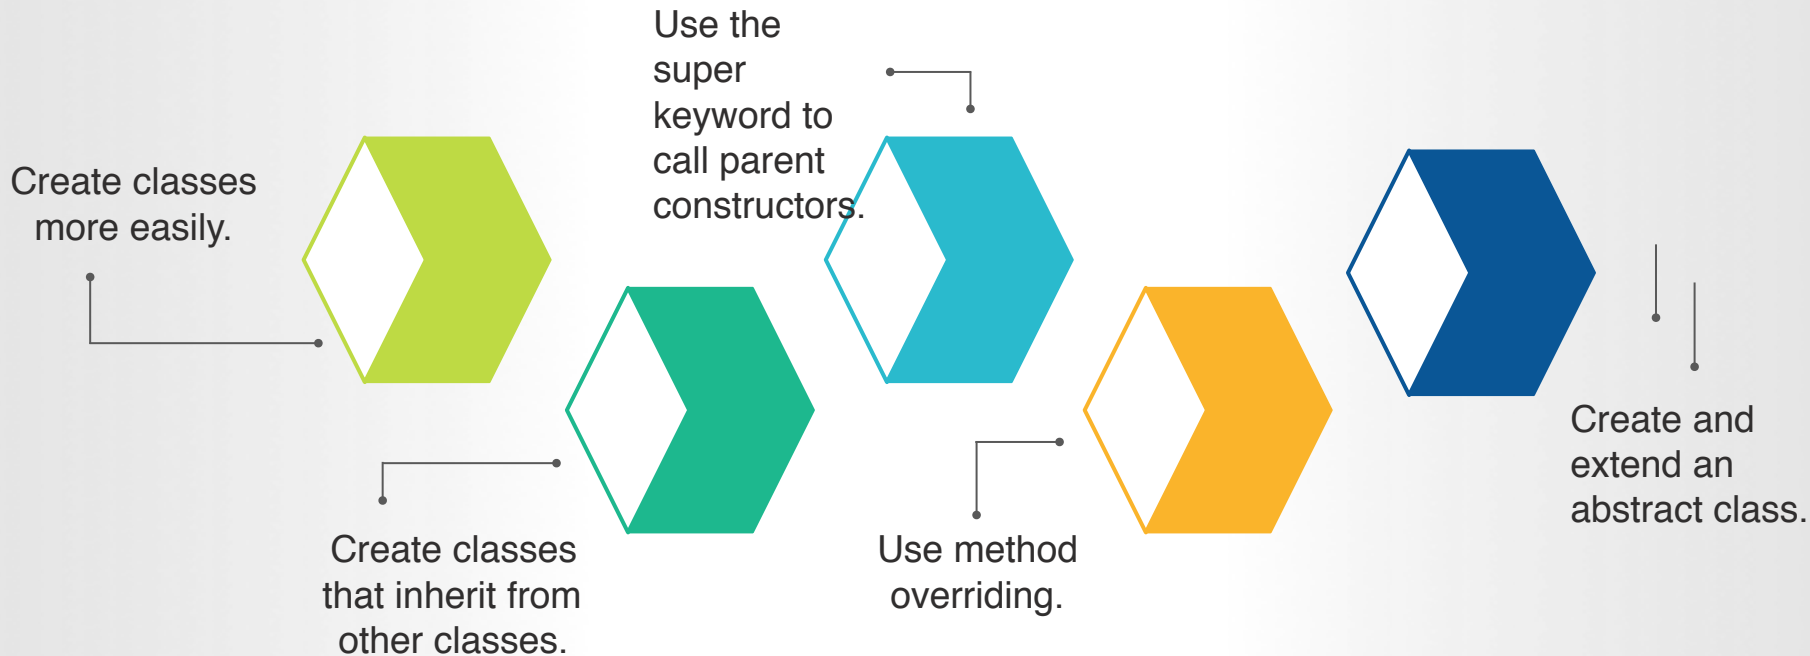 Create classes
more easily.
Create classes
that inherit from
other classes.
Use the
super
keyword to
call parent
constructors.
Use method
overriding.
Create and
extend an
abstract class.